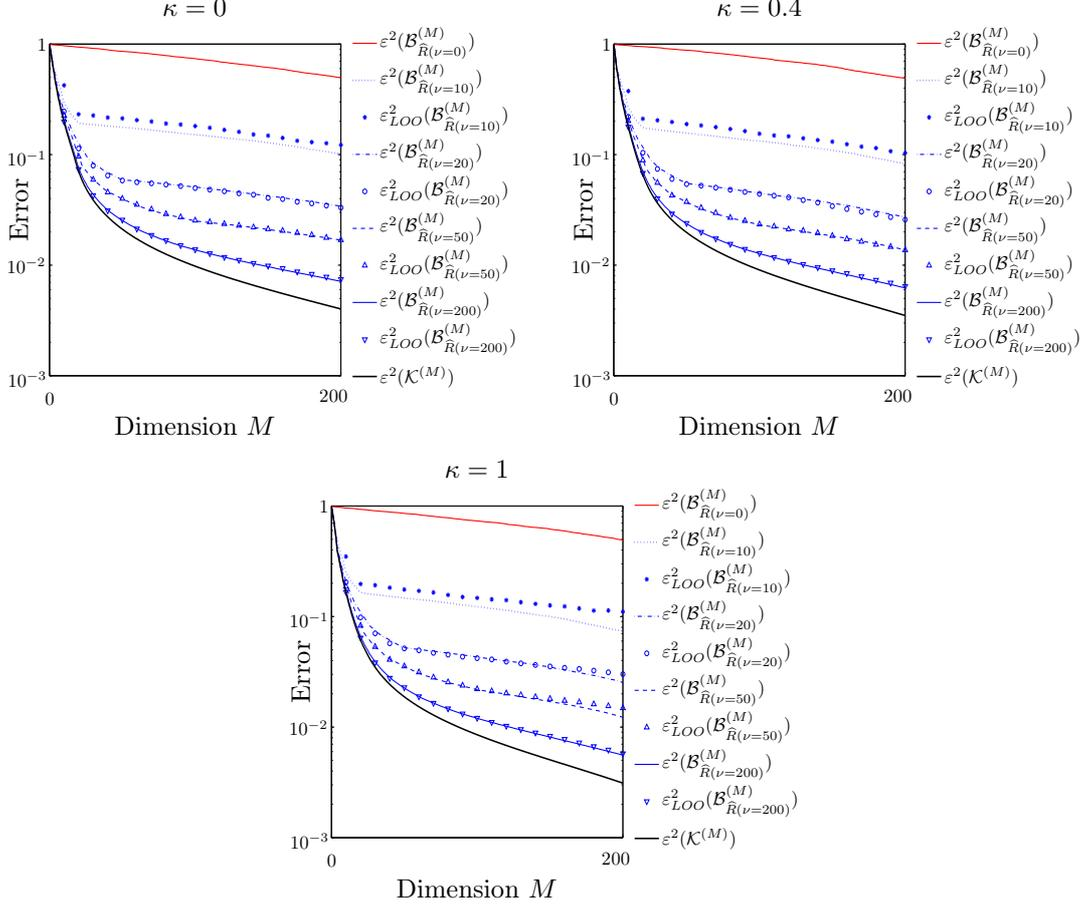 κ = 0
Error
1
10⁻¹
10⁻²
10⁻³
0
200
Dimension M
ε²(𝓑^(M)_R̂(ν=0))
ε²(𝓑^(M)_R̂(ν=10))
ε²_LOO(𝓑^(M)_R̂(ν=10))
ε²(𝓑^(M)_R̂(ν=20))
ε²_LOO(𝓑^(M)_R̂(ν=20))
ε²(𝓑^(M)_R̂(ν=50))
ε²_LOO(𝓑^(M)_R̂(ν=50))
ε²(𝓑^(M)_R̂(ν=200))
ε²_LOO(𝓑^(M)_R̂(ν=200))
ε²(𝓚^(M))
κ = 0.4
Error
1
10⁻¹
10⁻²
10⁻³
0
200
Dimension M
ε²(𝓑^(M)_R̂(ν=0))
ε²(𝓑^(M)_R̂(ν=10))
ε²_LOO(𝓑^(M)_R̂(ν=10))
ε²(𝓑^(M)_R̂(ν=20))
ε²_LOO(𝓑^(M)_R̂(ν=20))
ε²(𝓑^(M)_R̂(ν=50))
ε²_LOO(𝓑^(M)_R̂(ν=50))
ε²(𝓑^(M)_R̂(ν=200))
ε²_LOO(𝓑^(M)_R̂(ν=200))
ε²(𝓚^(M))
κ = 1
Error
1
10⁻¹
10⁻²
10⁻³
0
200
Dimension M
ε²(𝓑^(M)_R̂(ν=0))
ε²(𝓑^(M)_R̂(ν=10))
ε²_LOO(𝓑^(M)_R̂(ν=10))
ε²(𝓑^(M)_R̂(ν=20))
ε²_LOO(𝓑^(M)_R̂(ν=20))
ε²(𝓑^(M)_R̂(ν=50))
ε²_LOO(𝓑^(M)_R̂(ν=50))
ε²(𝓑^(M)_R̂(ν=200))
ε²_LOO(𝓑^(M)_R̂(ν=200))
ε²(𝓚^(M))